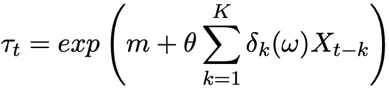 τ_t = exp ( m + θ ∑_{k=1}^{K} δ_k(ω) X_{t−k} )